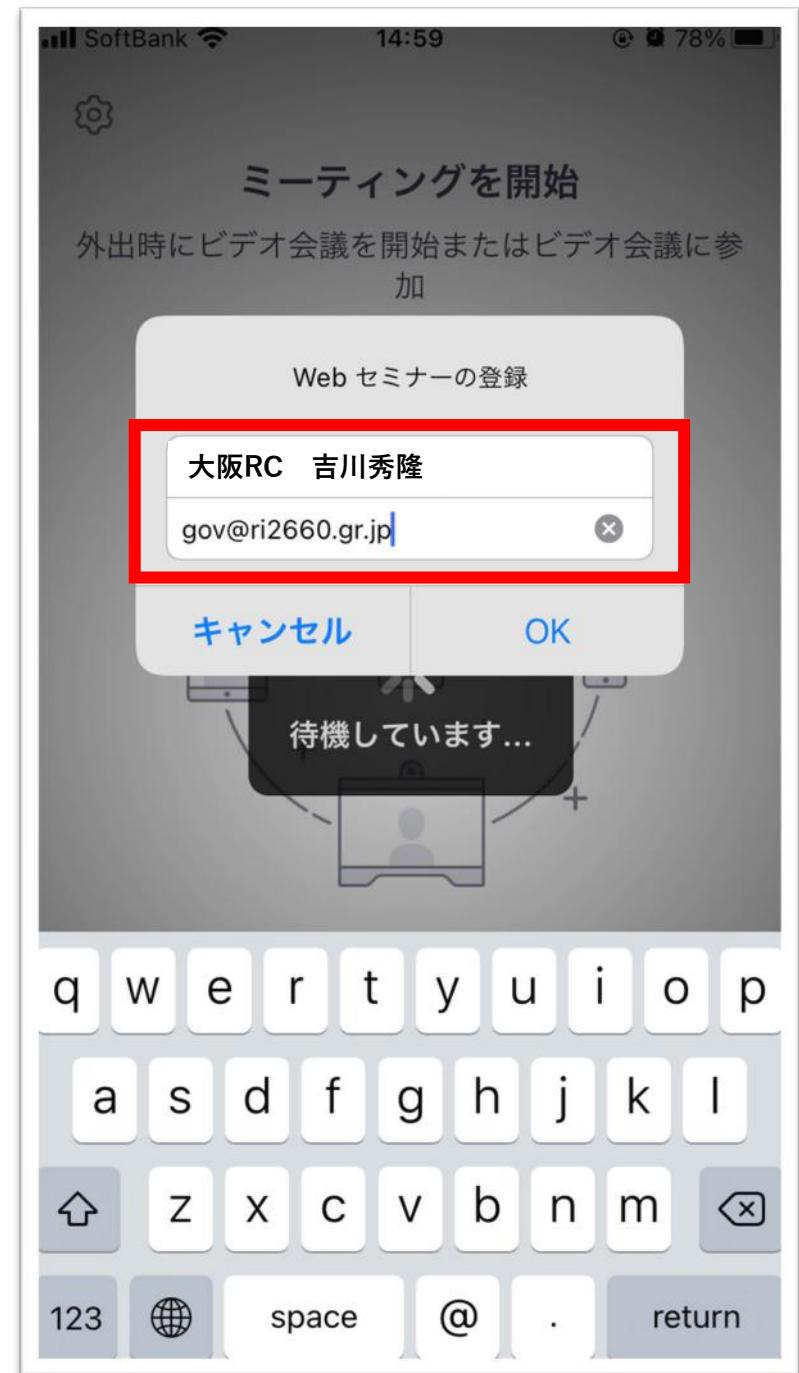 SoftBank 14:59 78%
ミーティングを開始
外出時にビデオ会議を開始またはビデオ会議に参
加
Web セミナーの登録
大阪RC　吉川秀隆
gov@ri2660.gr.jp
キャンセル OK
待機しています...
q w e r t y u i o p
a s d f g h j k l
z x c v b n m
123 space @ . return